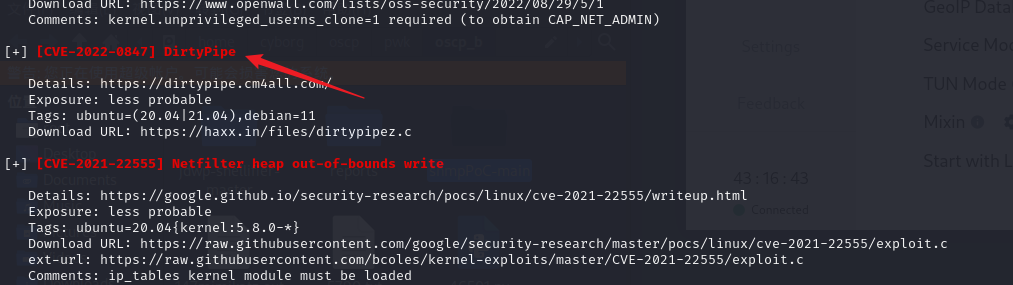 Download URL: https://www.openwall.com/lists/oss-security/2022/08/29/5/1
Comments: kernel.unprivileged_userns_clone=1 required (to obtain CAP_NET_ADMIN)
[+] [CVE-2022-0847] DirtyPipe
Details: https://dirtypipe.cm4all.com/
Exposure: less probable
Tags: ubuntu=(20.04|21.04),debian=11
Download URL: https://haxx.in/files/dirtypipez.c
[+] [CVE-2021-22555] Netfilter heap out-of-bounds write
Details: https://google.github.io/security-research/pocs/linux/cve-2021-22555/writeup.html
Exposure: less probable
Tags: ubuntu=20.04{kernel:5.8.0-*}
Download URL: https://raw.githubusercontent.com/google/security-research/master/pocs/linux/cve-2021-22555/exploit.c
ext-url: https://raw.githubusercontent.com/bcoles/kernel-exploits/master/CVE-2021-22555/exploit.c
Comments: ip_tables kernel module must be loaded
GeoIP Data
Settings
Service Mo
TUN Mode
Feedback
Mixin
Start with L
43:16:43
Connected
oscp_b
Documents
reports